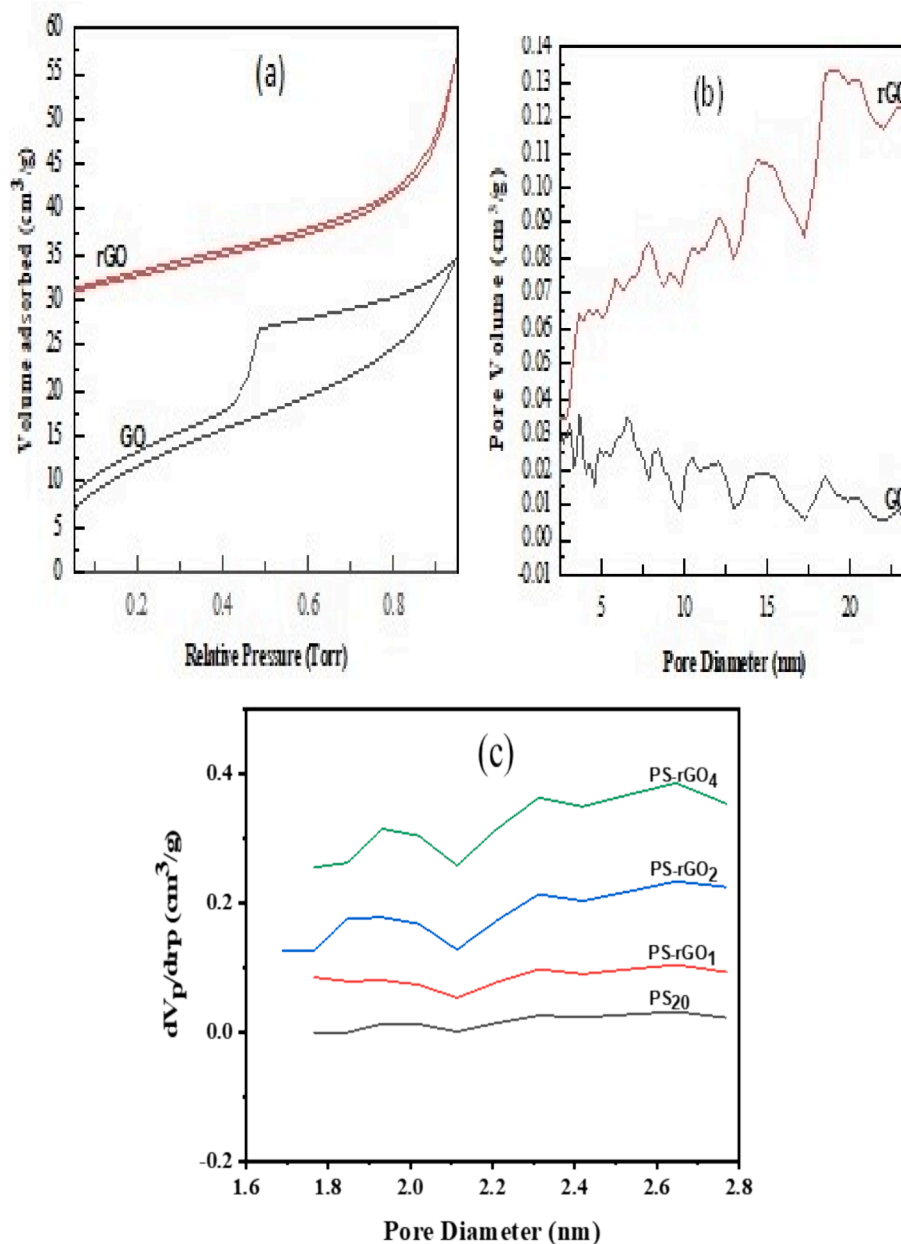 (a)
Volume adsorbed (cm³/g)
60
55
50
45
40
35
30
25
20
15
10
5
0
rGO
GO
0.2
0.4
0.6
0.8
Relative Pressure (Torr)
(b)
Pore Volume (cm³/g)
0.14
0.13
0.12
0.11
0.10
0.09
0.08
0.07
0.06
0.05
0.04
0.03
0.02
0.01
0.00
-0.01
rGO
GO
5
10
15
20
Pore Diameter (nm)
(c)
dVp/drp (cm³/g)
0.4
0.2
0.0
-0.2
PS-rGO4
PS-rGO2
PS-rGO1
PS20
1.6
1.8
2.0
2.2
2.4
2.6
2.8
Pore Diameter (nm)